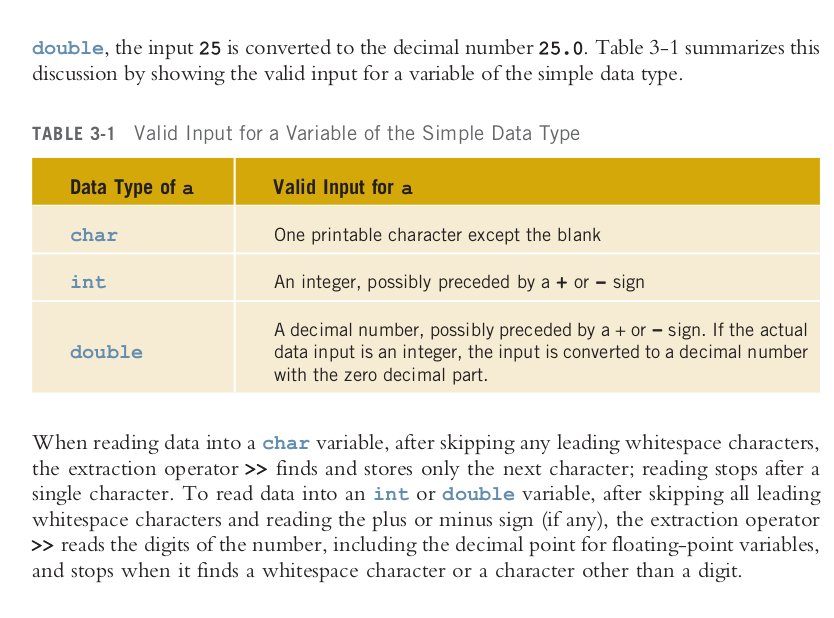 double, the input 25 is converted to the decimal number 25.0. Table 3-1 summarizes this
discussion by showing the valid input for a variable of the simple data type.
TABLE 3-1 Valid Input for a Variable of the Simple Data Type
Data Type of a Valid Input for a
char One printable character except the blank
int An integer, possibly preceded by a + or – sign
double A decimal number, possibly preceded by a + or – sign. If the actual
data input is an integer, the input is converted to a decimal number
with the zero decimal part.
When reading data into a char variable, after skipping any leading whitespace characters,
the extraction operator >> finds and stores only the next character; reading stops after a
single character. To read data into an int or double variable, after skipping all leading
whitespace characters and reading the plus or minus sign (if any), the extraction operator
>> reads the digits of the number, including the decimal point for floating-point variables,
and stops when it finds a whitespace character or a character other than a digit.